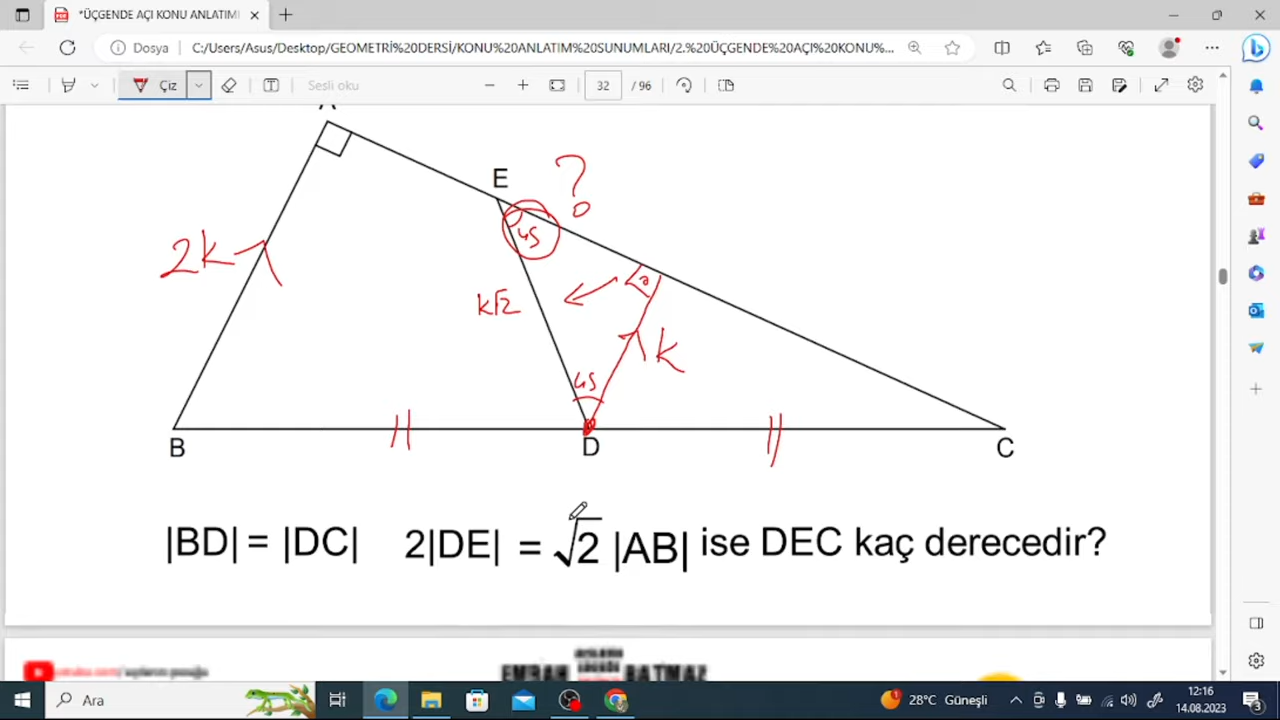 *ÜÇGENDE AÇI KONU ANLATIMI
Dosya C:/Users/Asus/Desktop/GEOMETRİ%20DERSİ/KONU%20ANLATIM%20SUNUMLARI/2.%20ÜÇGENDE%20AÇI%20KONU%...
Çiz
Sesli oku
32 / 96
A
E
?
45
2k
k√2
k
45
B
D
C
|BD| = |DC| 2|DE| = √2 |AB| ise DEC kaç derecedir?
Ara
28°C Güneşli
12:16
14.08.2023
3